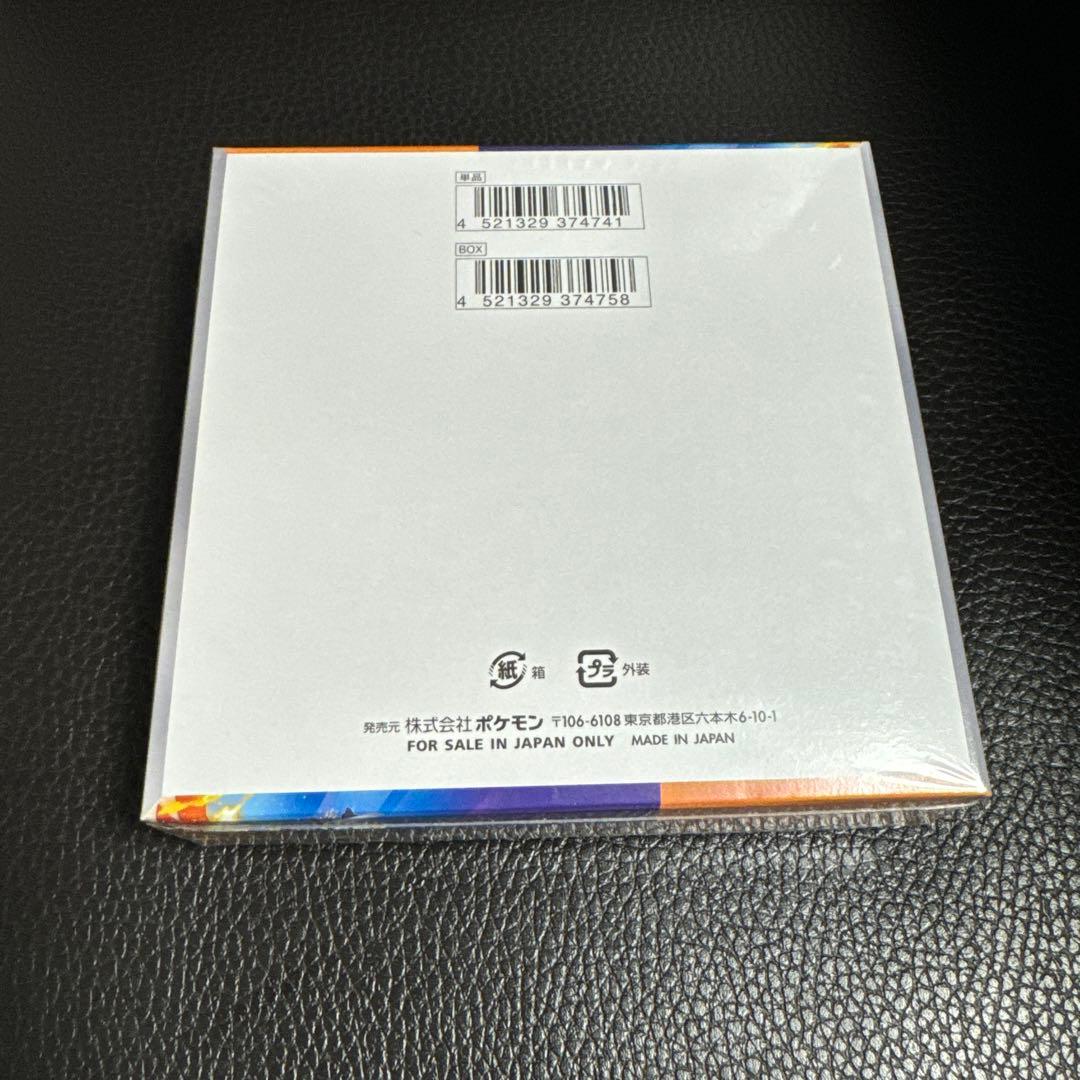 単品
4 521329 374741
BOX
4 521329 374758
紙 箱 プラ 外装
発売元 株式会社ポケモン 〒106-6108 東京都港区六本木6-10-1
FOR SALE IN JAPAN ONLY MADE IN JAPAN